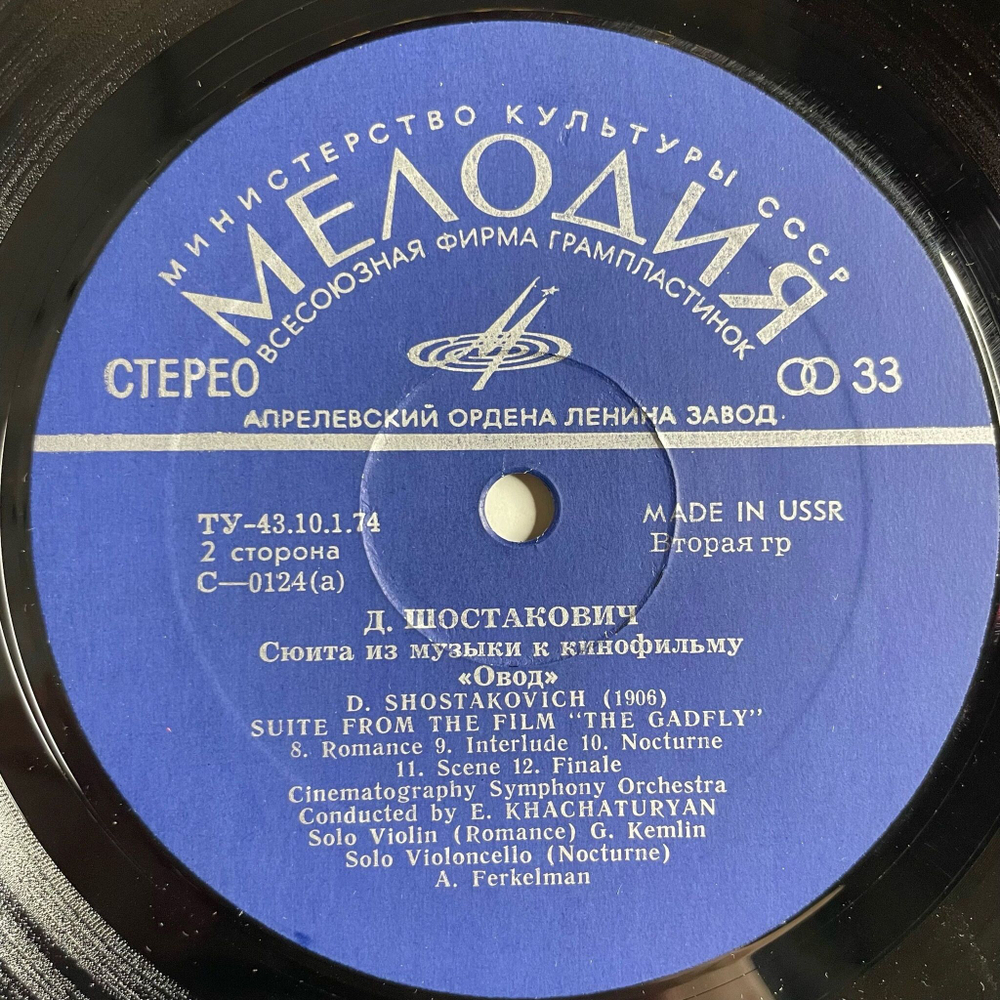 МИНИСТЕРСТВО КУЛЬТУРЫ СССР
МЕЛОДИЯ
ВСЕСОЮЗНАЯ ФИРМА ГРАМПЛАСТИНОК
СТЕРЕО
33
АПРЕЛЕВСКИЙ ОРДЕНА ЛЕНИНА ЗАВОД
ТУ-43.10.1.74
2 сторона
С—0124(а)
MADE IN USSR
Вторая гр
Д. ШОСТАКОВИЧ
Сюита из музыки к кинофильму
«Овод»
D. SHOSTAKOVICH (1906)
SUITE FROM THE FILM “THE GADFLY”
8. Romance 9. Interlude 10. Nocturne
11. Scene 12. Finale
Cinematography Symphony Orchestra
Conducted by E. KHACHATURYAN
Solo Violin (Romance) G. Kemlin
Solo Violoncello (Nocturne)
A. Ferkelman